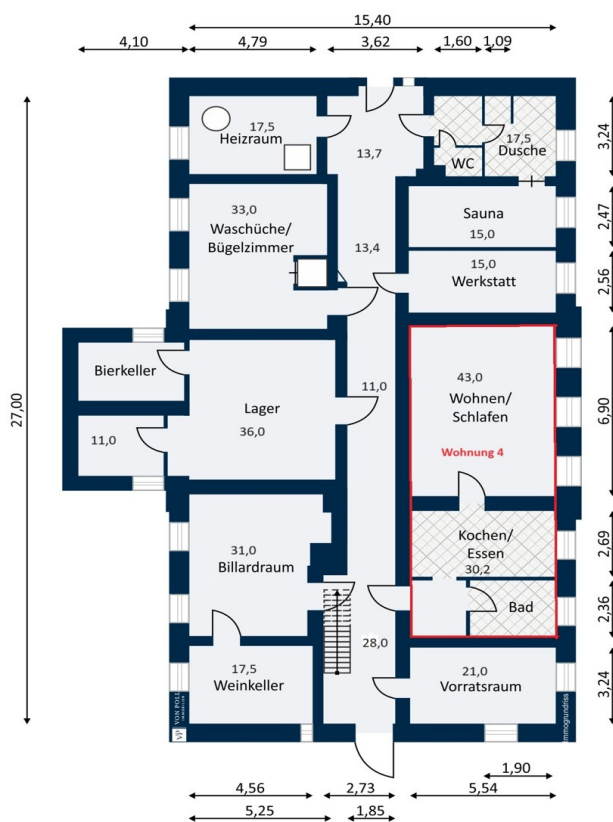 15,40
4,10
4,79
3,62
1,60
1,09
17,5
Heizraum
13,7
17,5
Dusche
WC
3,24
33,0
Waschüche/
Bügelzimmer
13,4
Sauna
15,0
2,47
15,0
Werkstatt
2,56
27,00
Bierkeller
11,0
Lager
36,0
11,0
43,0
Wohnen/
Schlafen
Wohnung 4
6,90
31,0
Billardraum
Kochen/
Essen
30,2
2,69
Bad
2,36
28,0
17,5
Weinkeller
21,0
Vorratsraum
3,24
VP VON POLL
IMMOBILIEN
immogrundriss
1,90
4,56
2,73
5,54
5,25
1,85